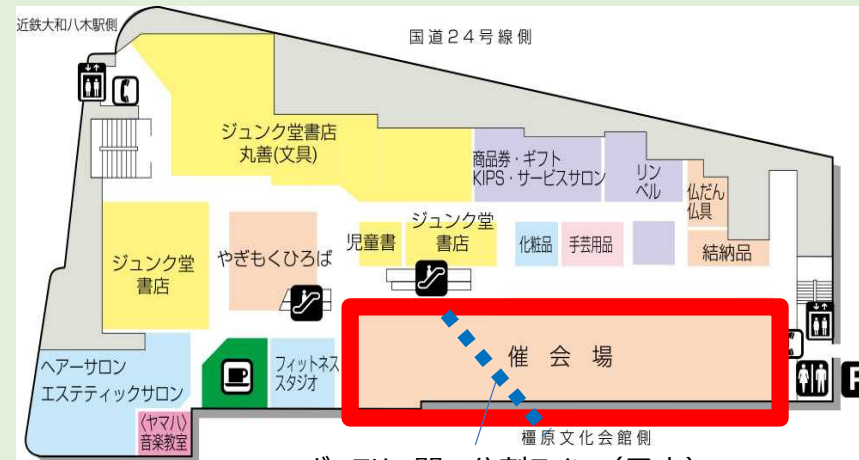 近鉄大和八木駅側
国道24号線側
ジュンク堂書店
丸善(文具)
商品券・ギフト
KIPS・サービスサロン
リン
ベル
仏だん
仏具
ジュンク堂
書店
やぎもくひろば
児童書
ジュンク堂
書店
化粧品
手芸用品
結納品
ヘアーサロン
エステティックサロン
フィットネス
スタジオ
催会場
〈ヤマハ〉
音楽教室
橿原文化会館側
P